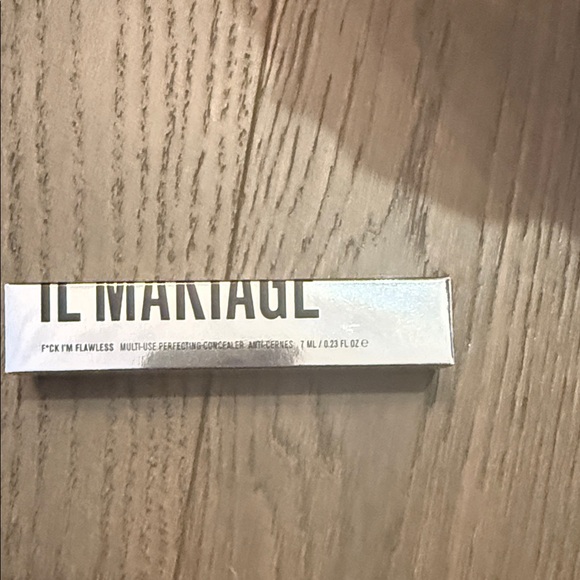 IL MAKIAGE
F*CK I'M FLAWLESS MULTI-USE PERFECTING CONCEALER ANTI-CERNES 7 ML / 0.23 FL OZ ℮